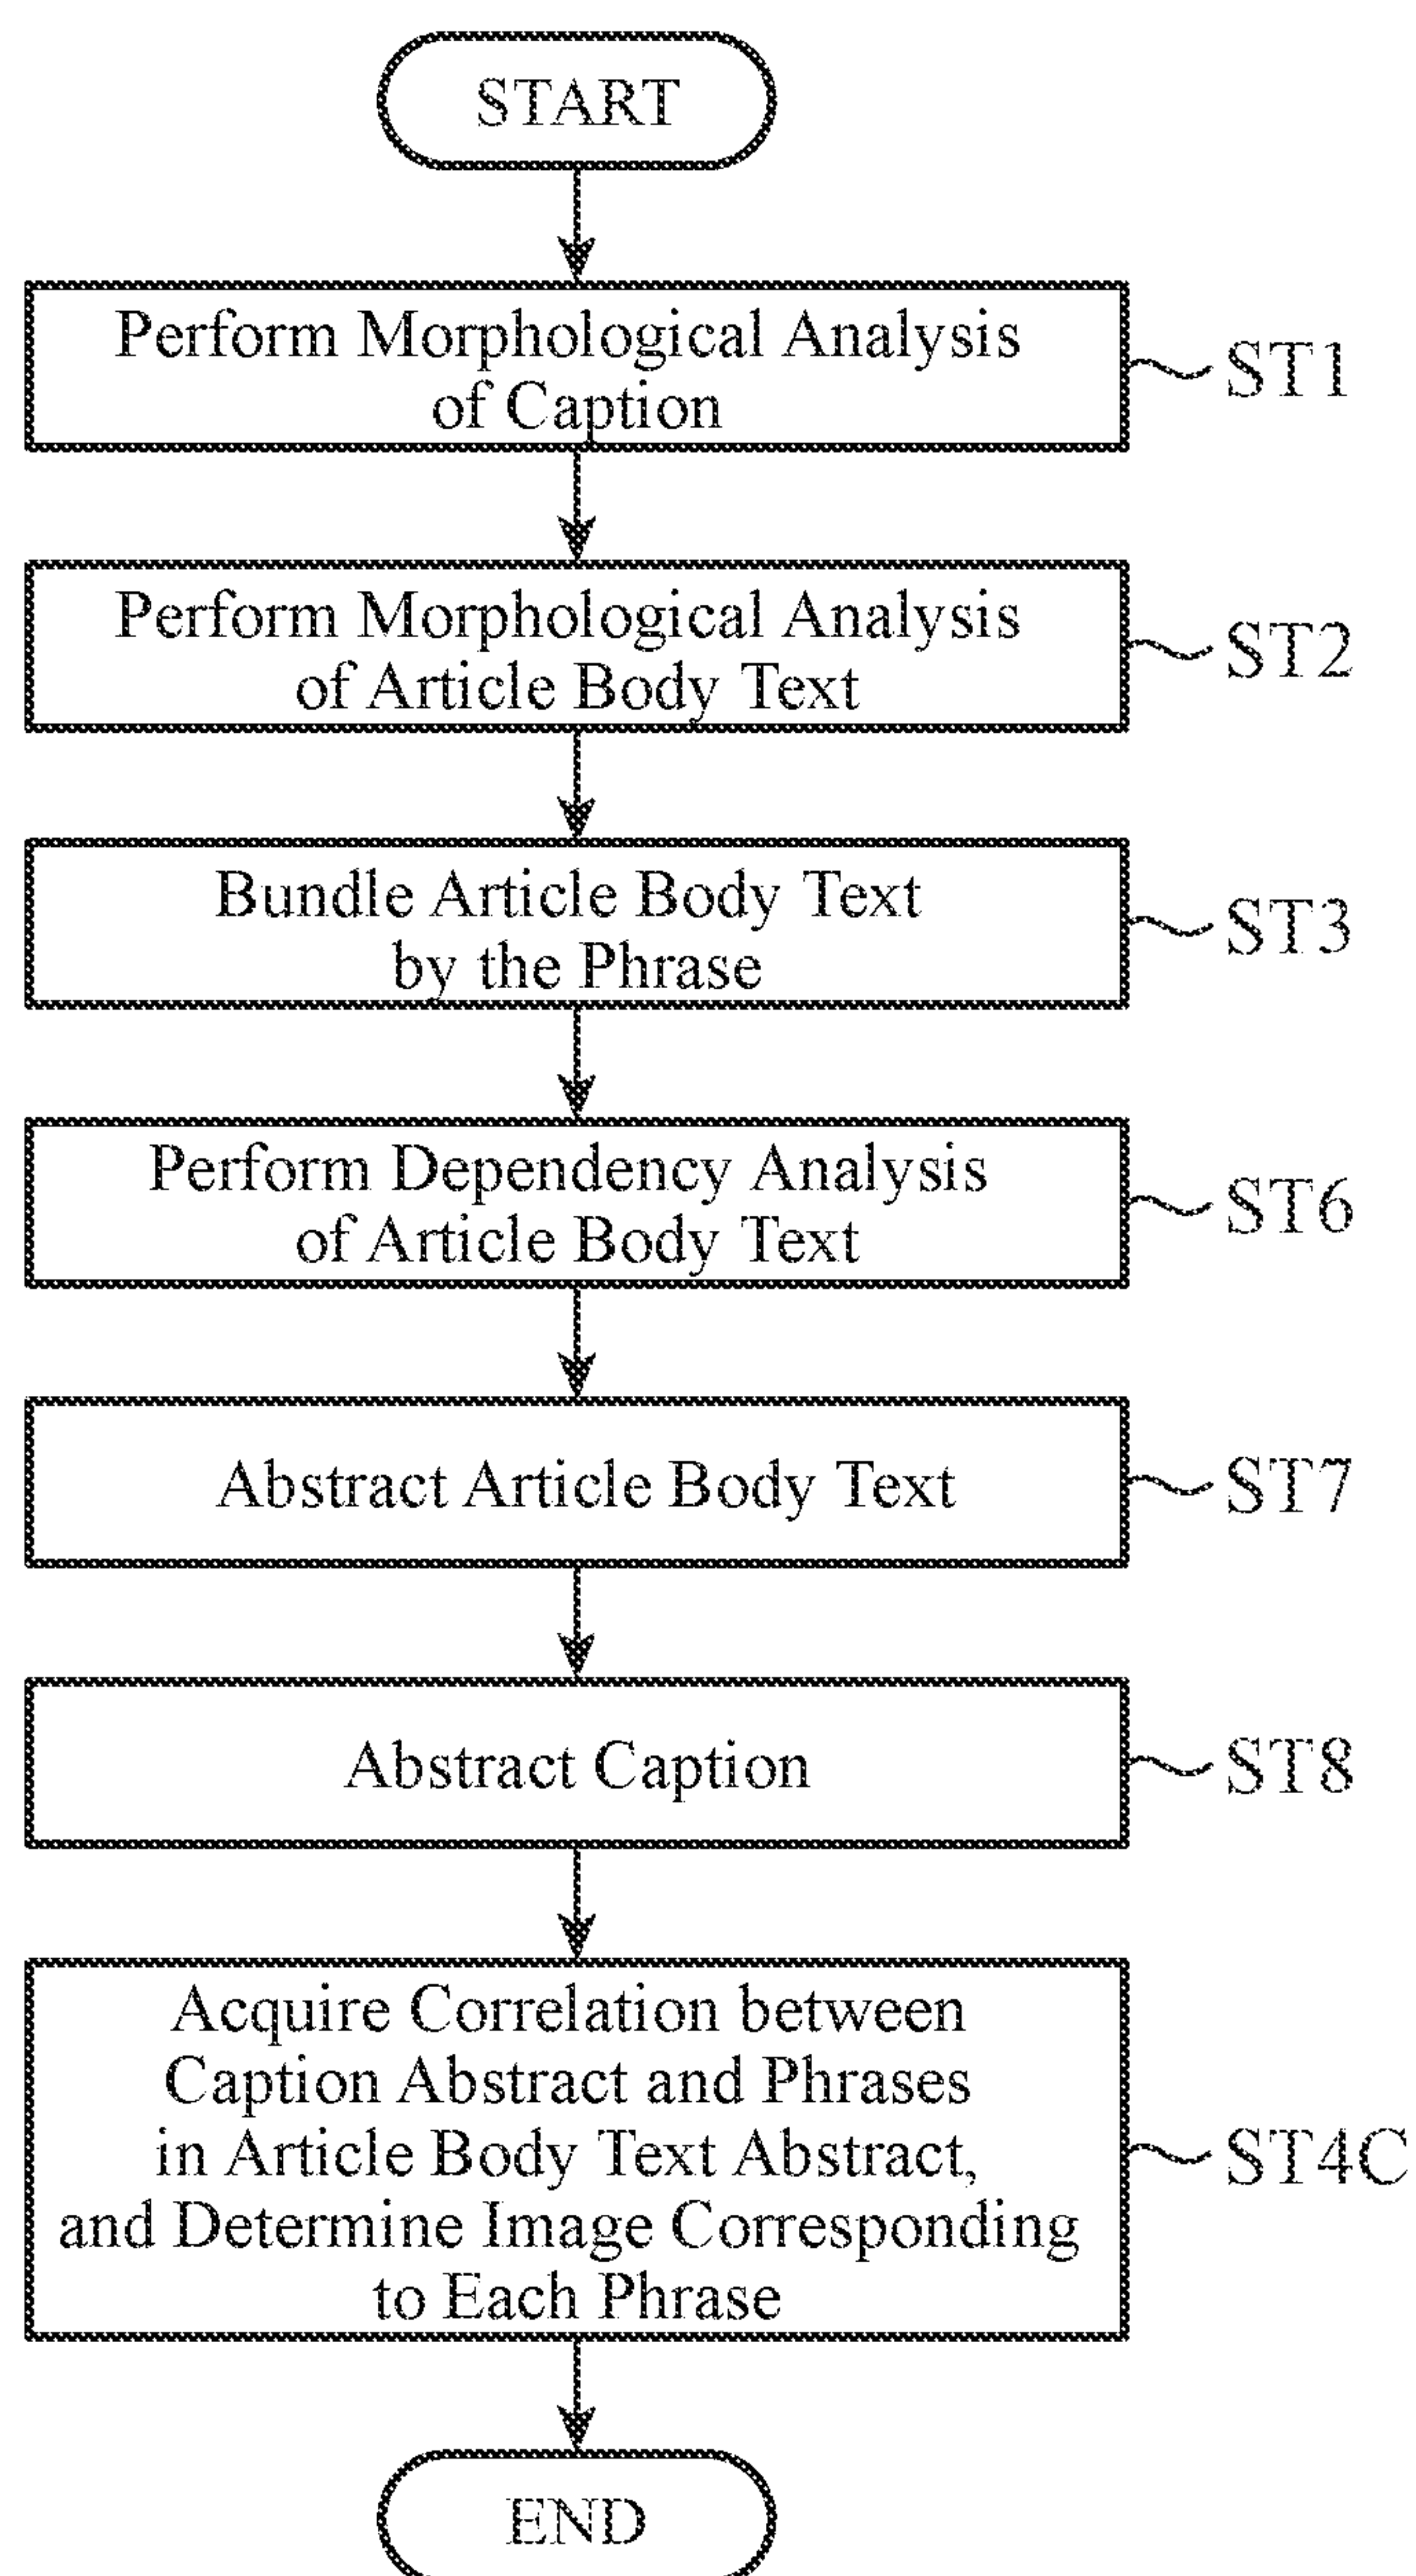 START
Perform Morphological Analysis
of Caption
ST1
Perform Morphological Analysis
of Article Body Text
ST2
Bundle Article Body Text
by the Phrase
ST3
Perform Dependency Analysis
of Article Body Text
ST6
Abstract Article Body Text
ST7
Abstract Caption
ST8
Acquire Correlation between
Caption Abstract and Phrases
in Article Body Text Abstract,
and Determine Image Corresponding
to Each Phrase
ST4C
END